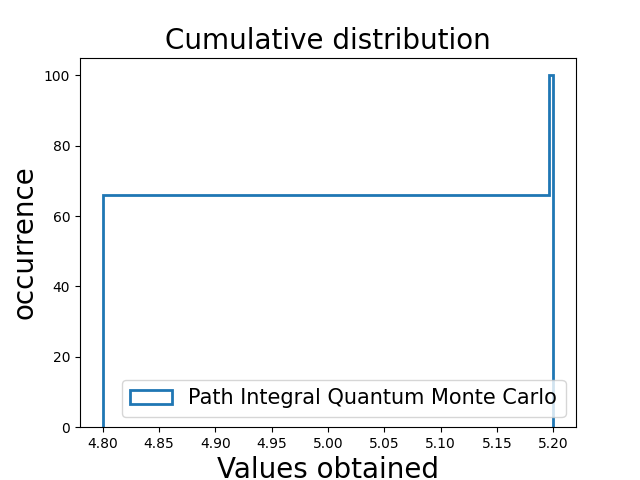 Cumulative distribution
occurrence
100
80
60
40
20
0
Path Integral Quantum Monte Carlo
4.80 4.85 4.90 4.95 5.00 5.05 5.10 5.15 5.20
Values obtained